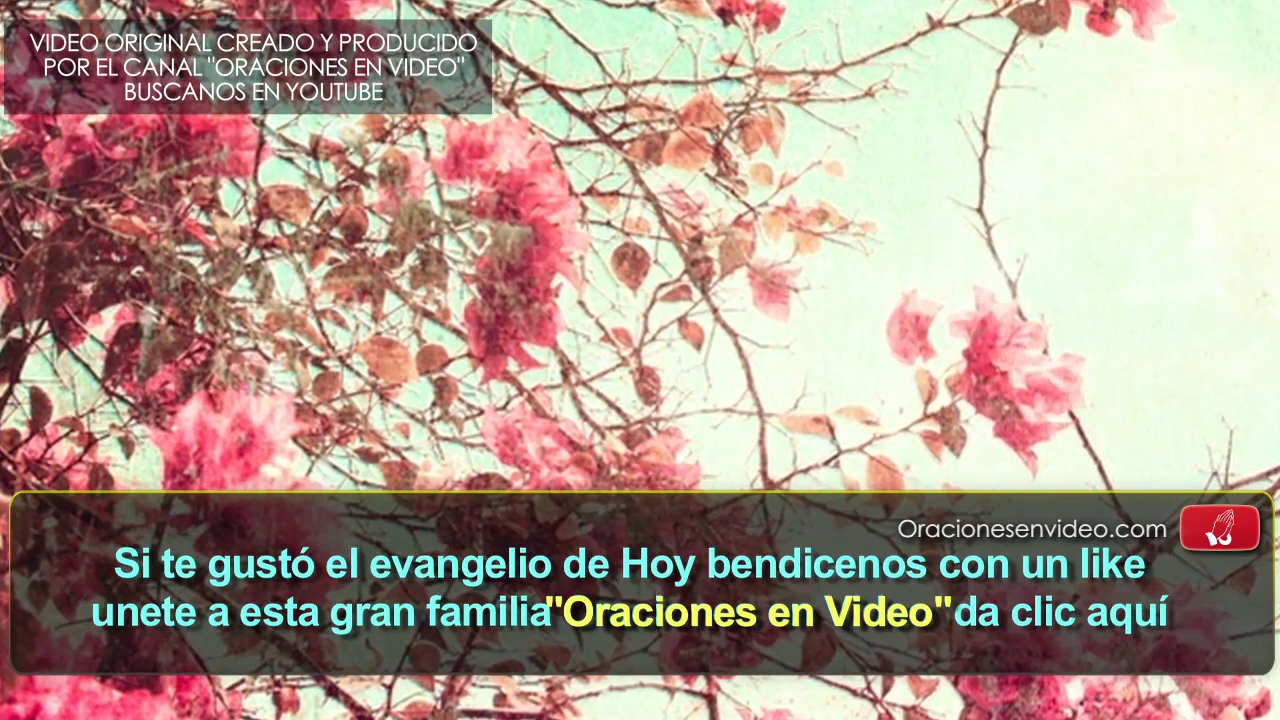 VIDEO ORIGINAL CREADO Y PRODUCIDO
POR EL CANAL "ORACIONES EN VIDEO"
BUSCANOS EN YOUTUBE
Oracionesenvideo.com
Si te gustó el evangelio de Hoy bendicenos con un like
unete a esta gran familia"Oraciones en Video"da clic aquí